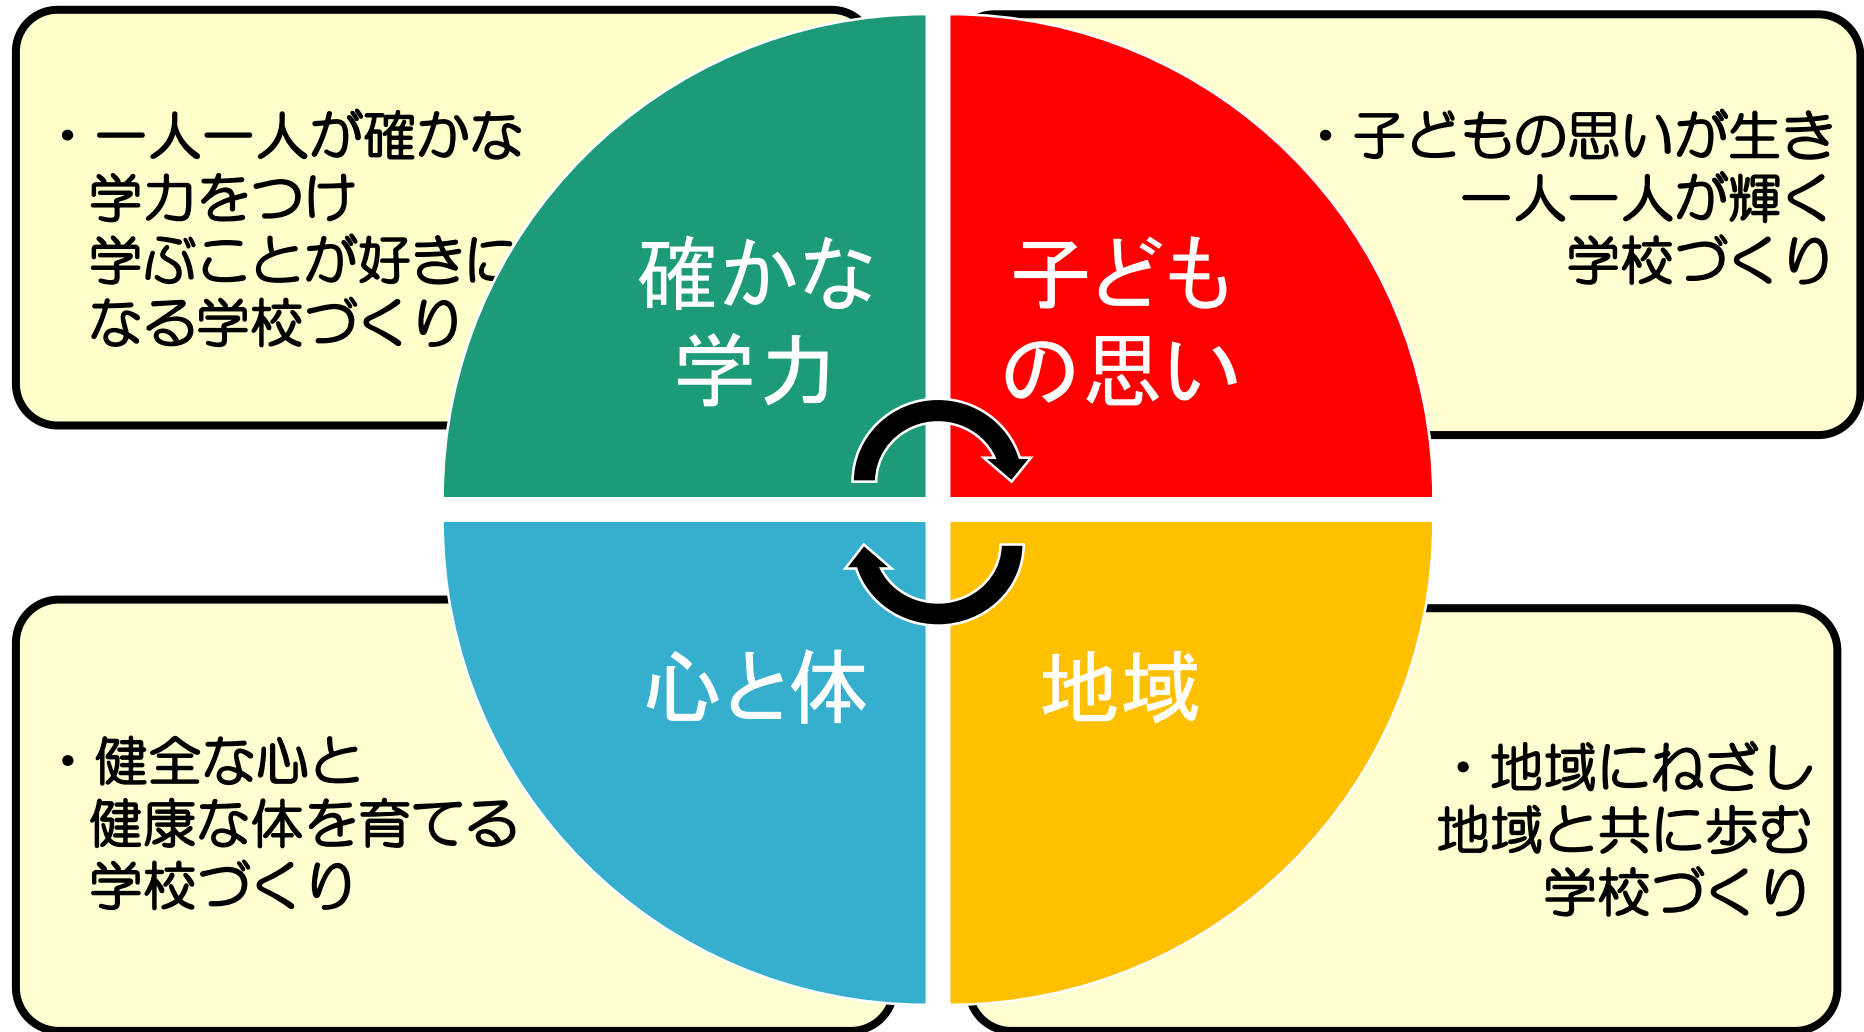 ・一人一人が確かな
学力をつけ
学ぶことが好きに
なる学校づくり
確かな
学力
子ども
の思い
・子どもの思いが生き
一人一人が輝く
学校づくり
・健全な心と
健康な体を育てる
学校づくり
心と体
地域
・地域にねざし
地域と共に歩む
学校づくり